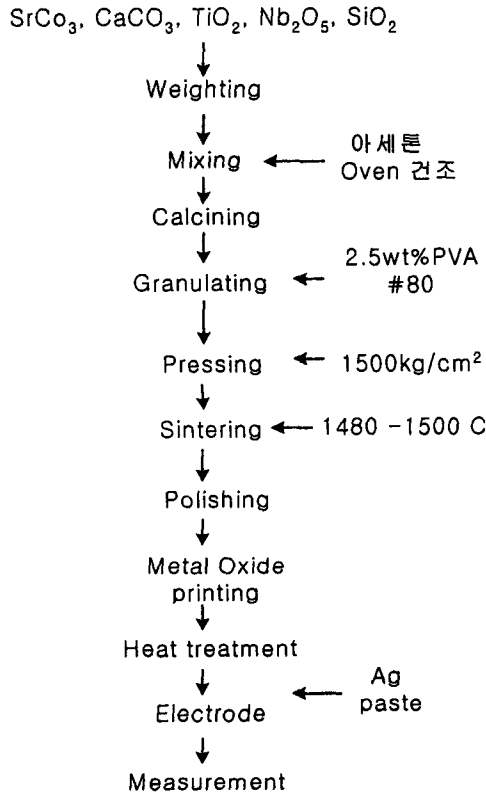 SrCo₃, CaCO₃, TiO₂, Nb₂O₅, SiO₂
Weighting
Mixing
아세톤
Oven 건조
Calcining
Granulating
2.5wt%PVA
#80
Pressing
1500kg/cm²
Sintering
1480 -1500 C
Polishing
Metal Oxide
printing
Heat treatment
Electrode
Ag
paste
Measurement